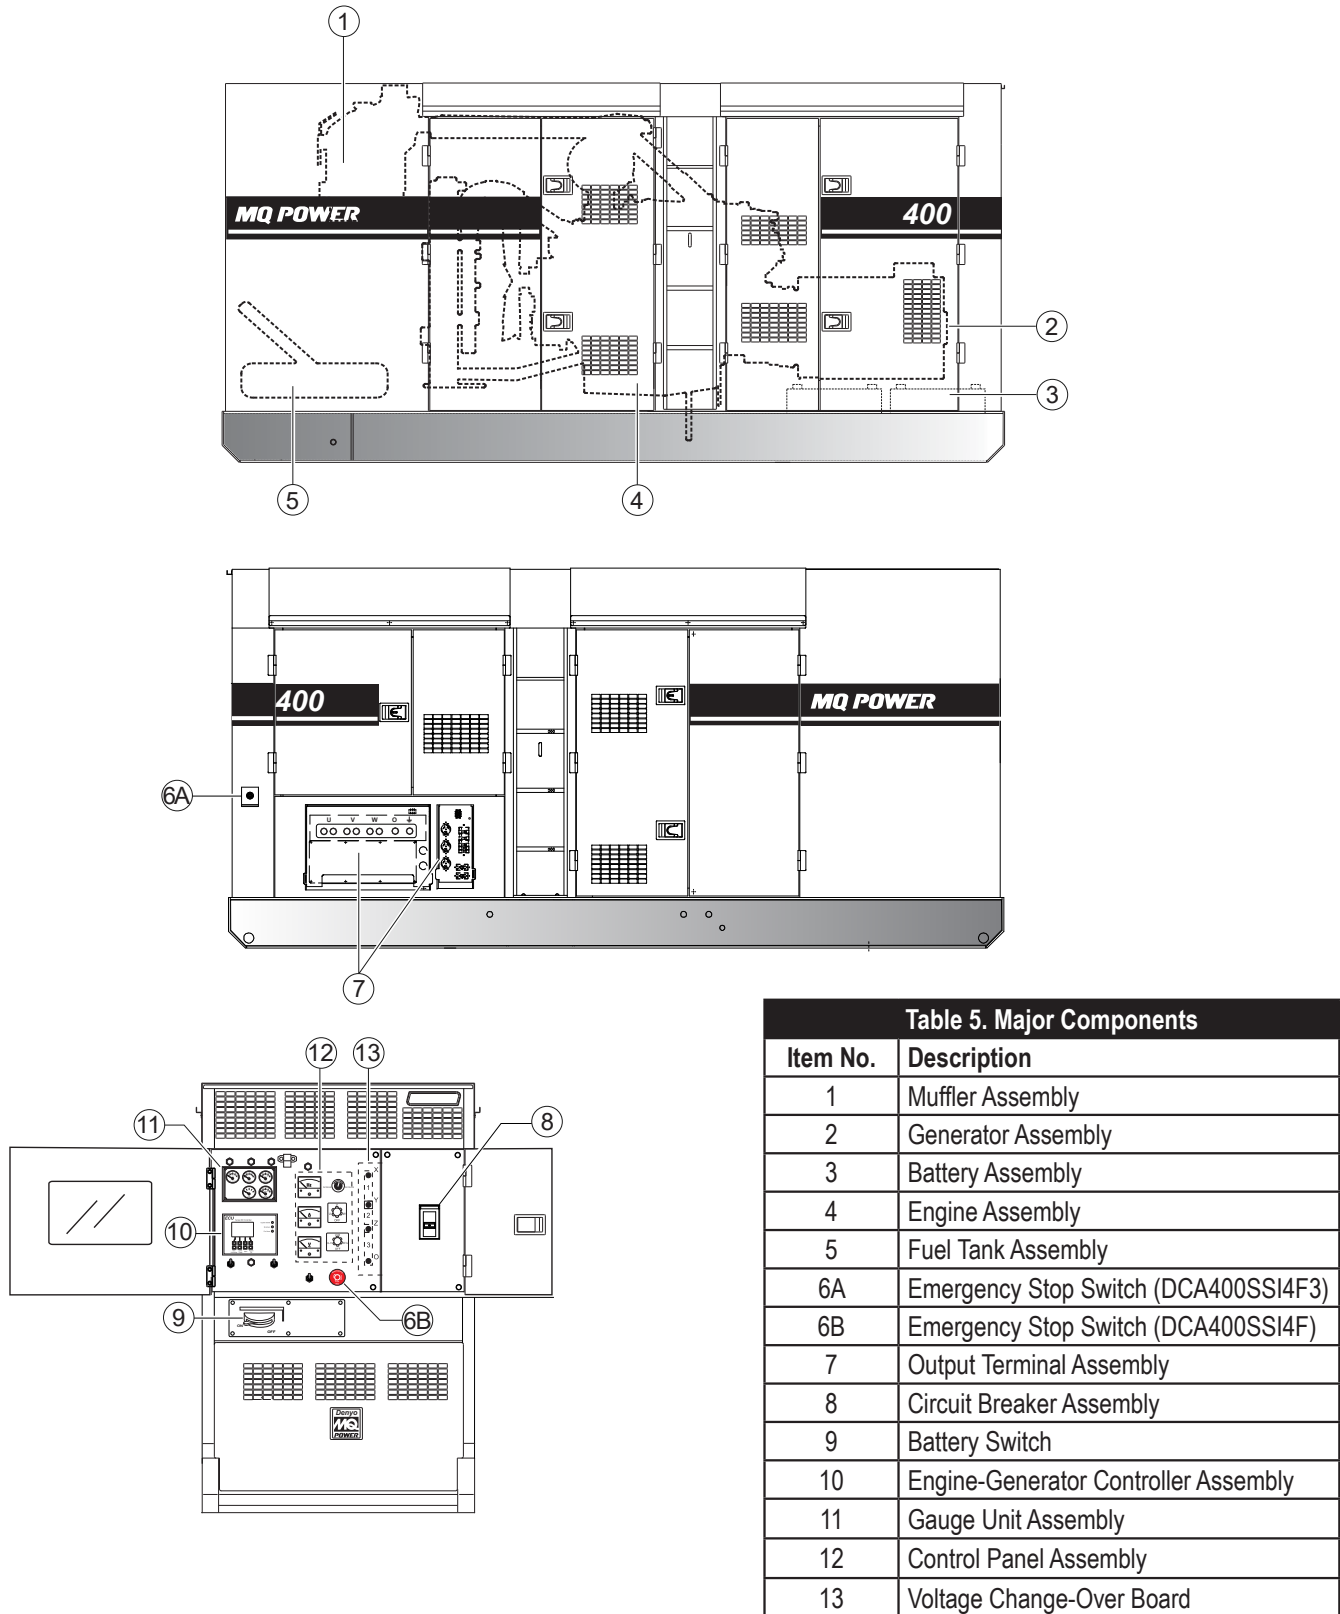 1
MQ POWER
400
2
3
5
4
400
MQ POWER
6A
U V W O
7
12
13
11
8
X
Y
2
Z
3
O
ECU
10
9
ON
OFF
6B
Denyo
MQ
POWER
Table 5. Major Components
Item No. Description
1 Muffler Assembly
2 Generator Assembly
3 Battery Assembly
4 Engine Assembly
5 Fuel Tank Assembly
6A Emergency Stop Switch (DCA400SSI4F3)
6B Emergency Stop Switch (DCA400SSI4F)
7 Output Terminal Assembly
8 Circuit Breaker Assembly
9 Battery Switch
10 Engine-Generator Controller Assembly
11 Gauge Unit Assembly
12 Control Panel Assembly
13 Voltage Change-Over Board